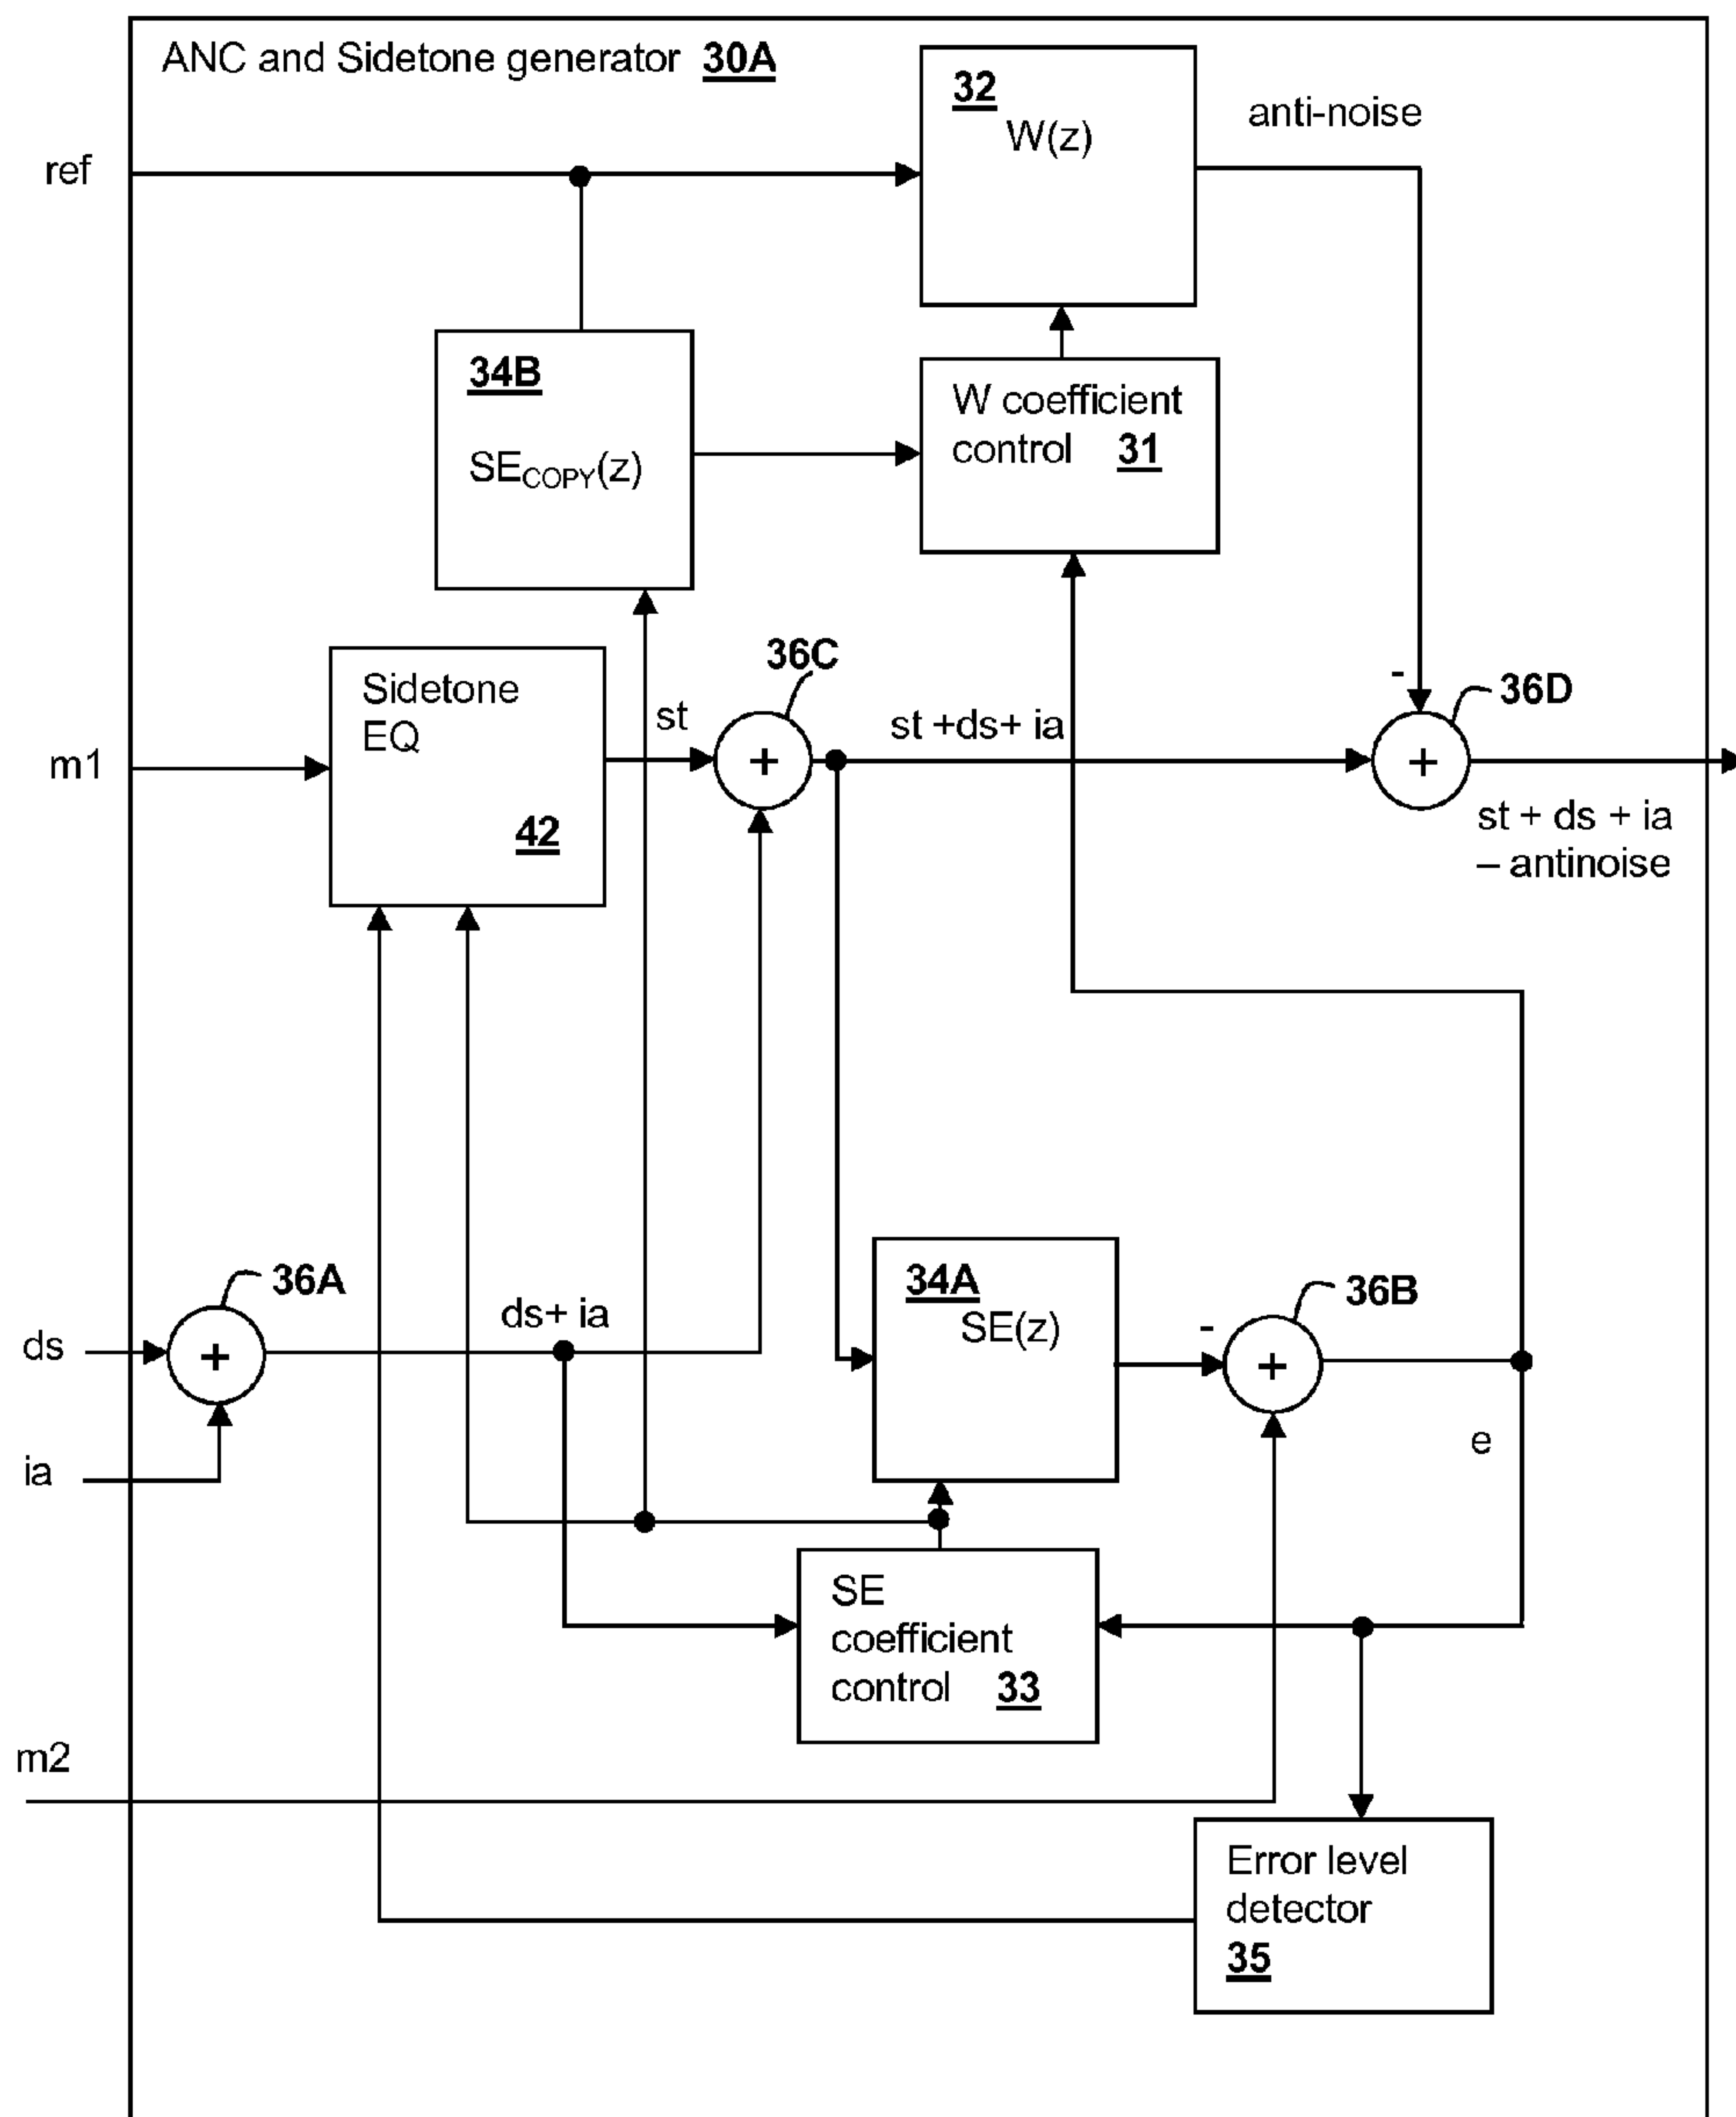 ANC and Sidetone generator 30A
32
W(z)
anti-noise
ref
34B
SECOPY(z)
W coefficient
control 31
36C
Sidetone
EQ
42
st
st +ds+ ia
-
36D
m1
+
+
st + ds + ia
– antinoise
36A
ds+ ia
34A
SE(z)
36B
-
ds
+
+
ia
e
SE
coefficient
control 33
m2
Error level
detector
35